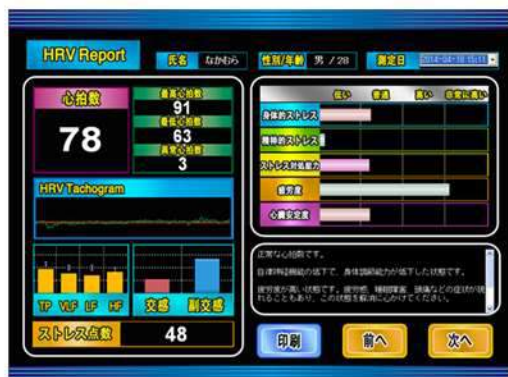 HRV Report
氏名 なかむら
性別/年齢 男 / 28
測定日 2014-04-18 15:11
心拍数
78
最高心拍数
91
最低心拍数
63
異常心拍数
3
HRV Tachogram
TP VLF LF HF
交感 副交感
ストレス点数 48
低い 普通 高い 非常に高い
身体的ストレス
精神的ストレス
ストレス対処能力
疲労度
心臓安定度
正常な心拍数です。
自律神経機能の低下で、身体調節能力が低下した状態です。
疲労度が高い状態です。疲労感、睡眠障害、頭痛などの症状が現
れることもあり、この状態を解消に心かけてください。
印刷 前へ 次へ